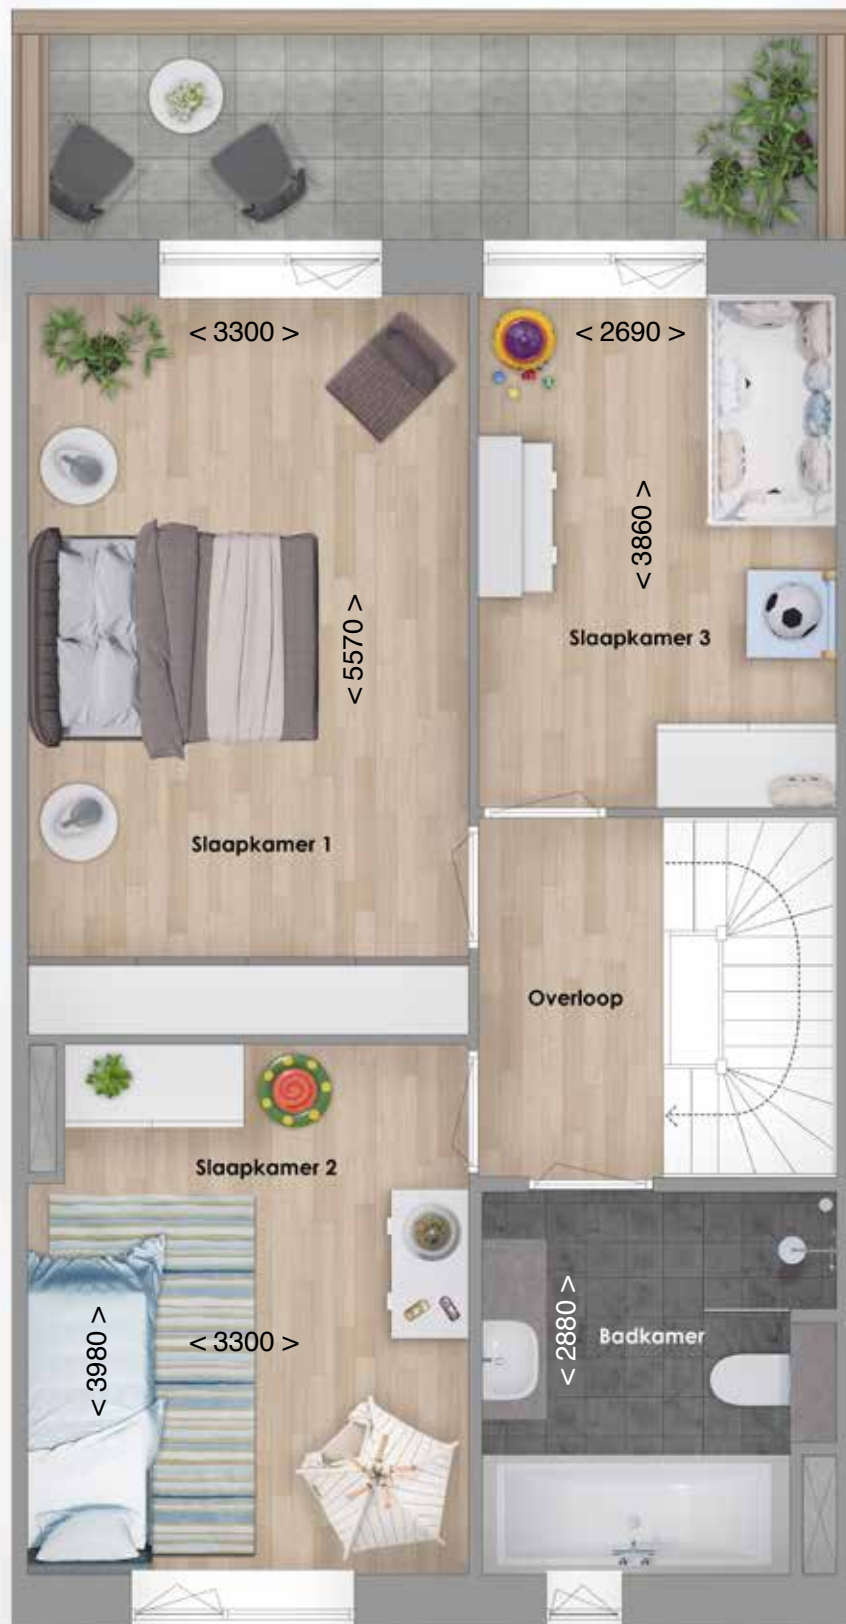 < 3300 >
< 2690 >
< 3860 >
< 5570 >
Slaapkamer 3
Slaapkamer 1
Overloop
Slaapkamer 2
< 3980 >
< 3300 >
< 2880 >
Badkamer